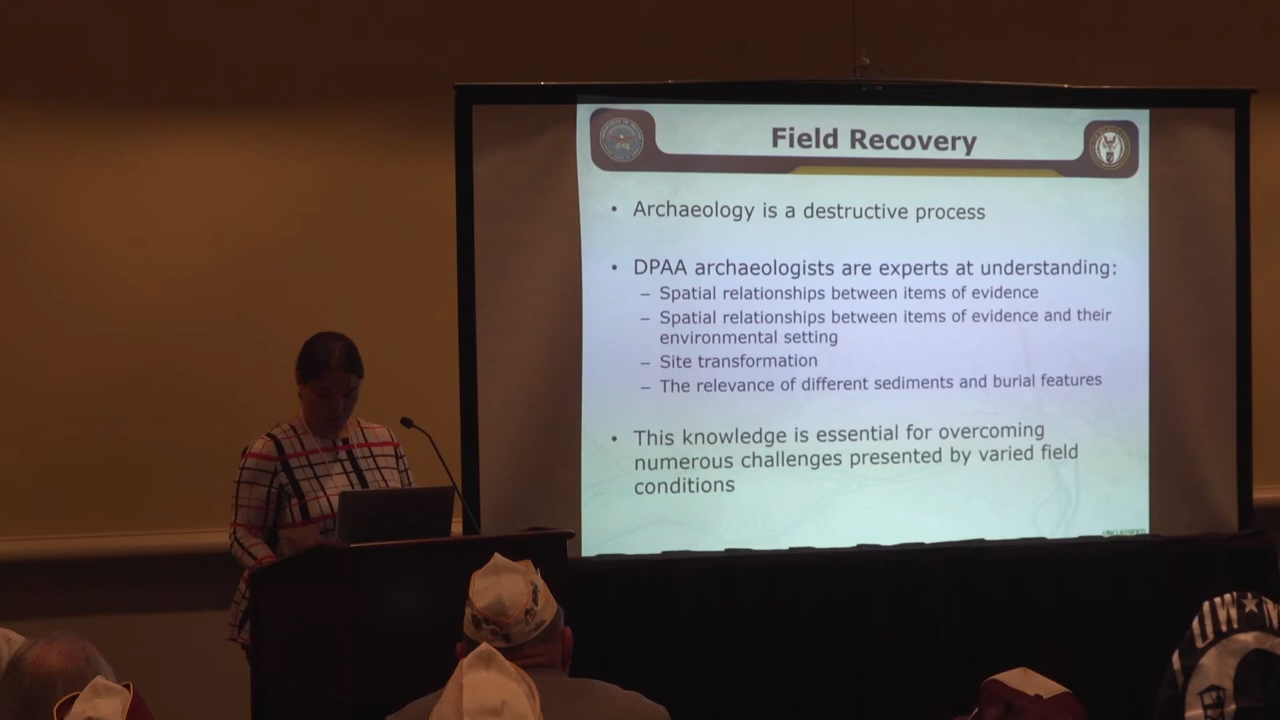 Field Recovery
• Archaeology is a destructive process
• DPAA archaeologists are experts at understanding:
– Spatial relationships between items of evidence
– Spatial relationships between items of evidence and their
environmental setting
– Site transformation
– The relevance of different sediments and burial features
• This knowledge is essential for overcoming
numerous challenges presented by varied field
conditions
UNCLASSIFIED